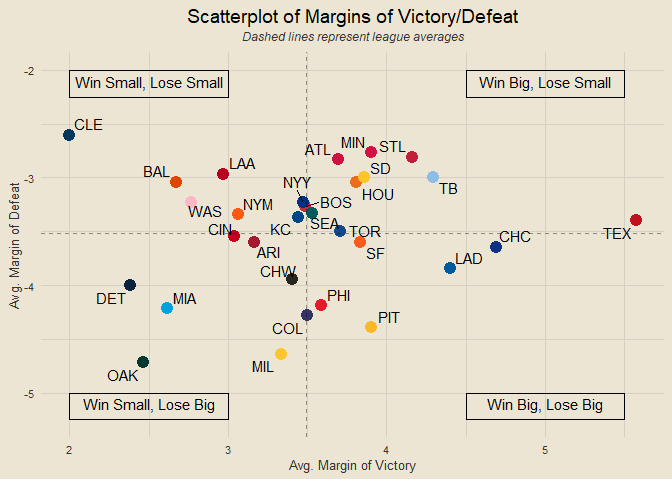 Scatterplot of Margins of Victory/Defeat
Dashed lines represent league averages
-2
Win Small, Lose Small
Win Big, Lose Small
CLE
ATL
MIN
STL
BAL
LAA
SD
-3
NYY
HOU
TB
WAS
NYM
BOS
CIN
KC
SEA
TOR
CHC
TEX
ARI
SF
LAD
CHW
Avg. Margin of Defeat
-4
DET
MIA
PHI
COL
PIT
OAK
MIL
-5
Win Small, Lose Big
Win Big, Lose Big
2
3
4
5
Avg. Margin of Victory